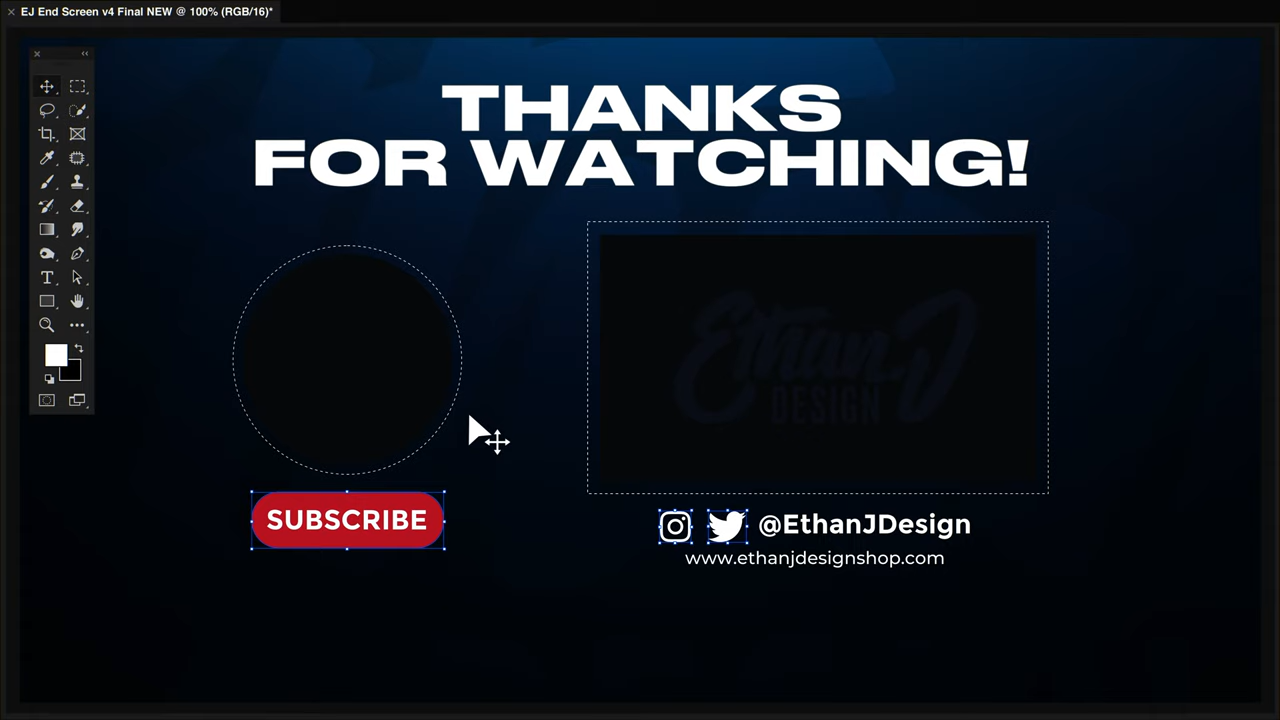 EJ End Screen v4 Final NEW @ 100% (RGB/16)*
THANKS
FOR WATCHING!
EthanJ
DESIGN
SUBSCRIBE
@EthanJDesign
www.ethanjdesignshop.com